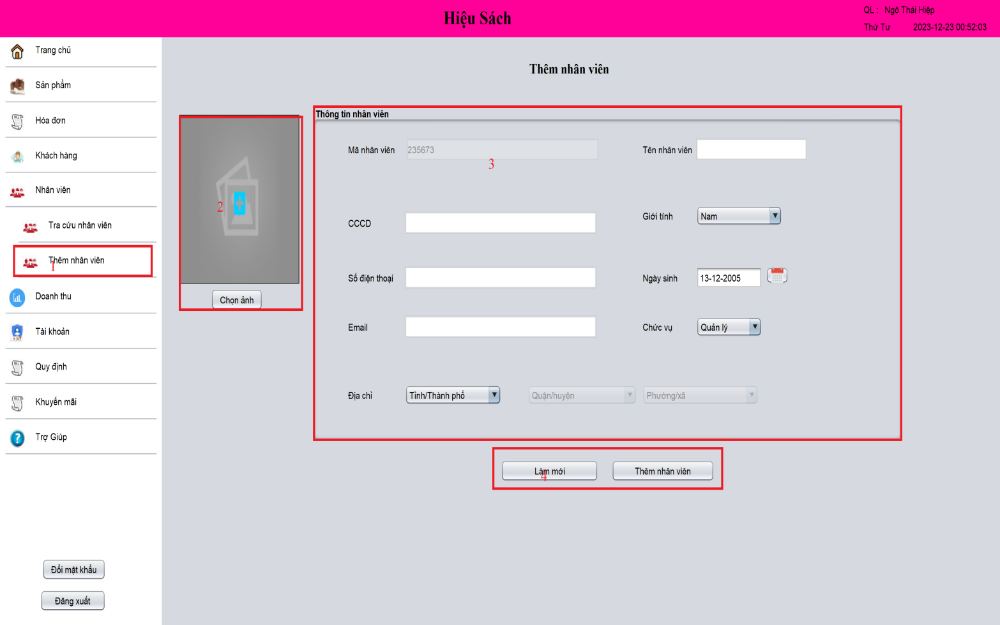 Hiệu Sách
QL : Ngô Thái Hiệp
Thứ Tư 2023-12-23 00:52:03
Trang chủ
Sản phẩm
Hóa đơn
Khách hàng
Nhân viên
Tra cứu nhân viên
Thêm nhân viên
1
Doanh thu
Tài khoản
Quy định
Khuyến mãi
Trợ Giúp
Đổi mật khẩu
Đăng xuất
Thêm nhân viên
2
Chọn ảnh
Thông tin nhân viên
Mã nhân viên 235673
3
Tên nhân viên
CCCD
Giới tính Nam
Số điện thoại
Ngày sinh 13-12-2005
Email
Chức vụ Quản lý
Địa chỉ Tỉnh/Thành phố Quận/huyện Phường/xã
Làm mới
4
Thêm nhân viên